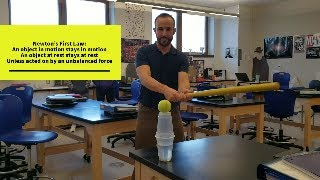 Newton's First Law:
An object in motion stays in motion
An object at rest stays at rest
Unless acted on by an unbalanced force